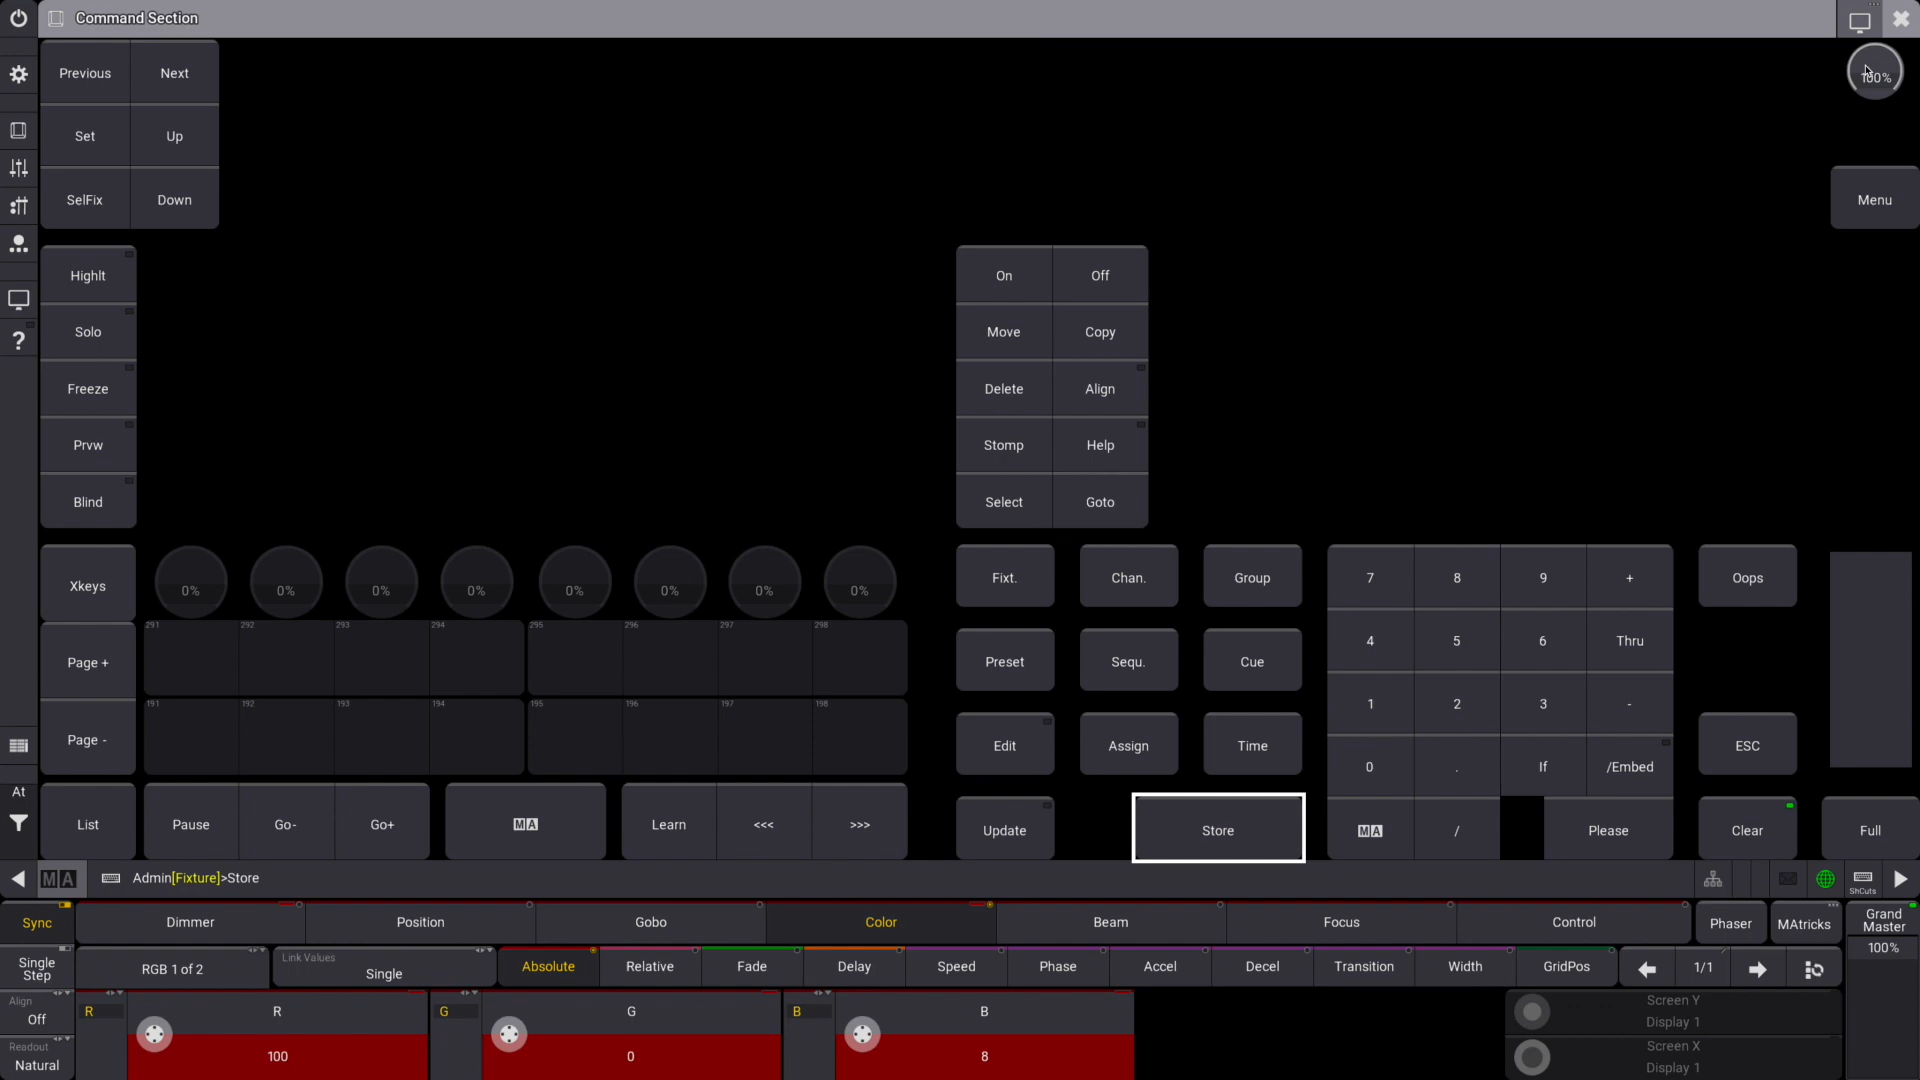 Command Section
Previous Next
100%
Set Up
SelFix Down
Menu
Highlt
On Off
Solo
Move Copy
Freeze
Delete Align
Prvw
Stomp Help
Blind
Select Goto
Xkeys
0% 0% 0% 0% 0% 0% 0% 0%
Fixt. Chan. Group
7 8 9 +
Oops
291 292 293 294 295 296 297 298
Page +
Preset Sequ. Cue
4 5 6 Thru
191 192 193 194 195 196 197 198
1 2 3 -
Page -
Edit Assign Time
0 . If /Embed
ESC
At
List Pause Go- Go+ MA Learn <<< >>>
Update Store MA / Please Clear Full
MA Admin[Fixture]>Store
ShCuts
Sync Dimmer Position Gobo Color Beam Focus Control Phaser MAtricks
Grand
Master
100%
Single
Step
RGB 1 of 2
Link Values
Single
Absolute Relative Fade Delay Speed Phase Accel Decel Transition Width GridPos 1/1
Align
Off
R R G G B B
Screen Y
Display 1
Readout
Natural
100 0 8
Screen X
Display 1